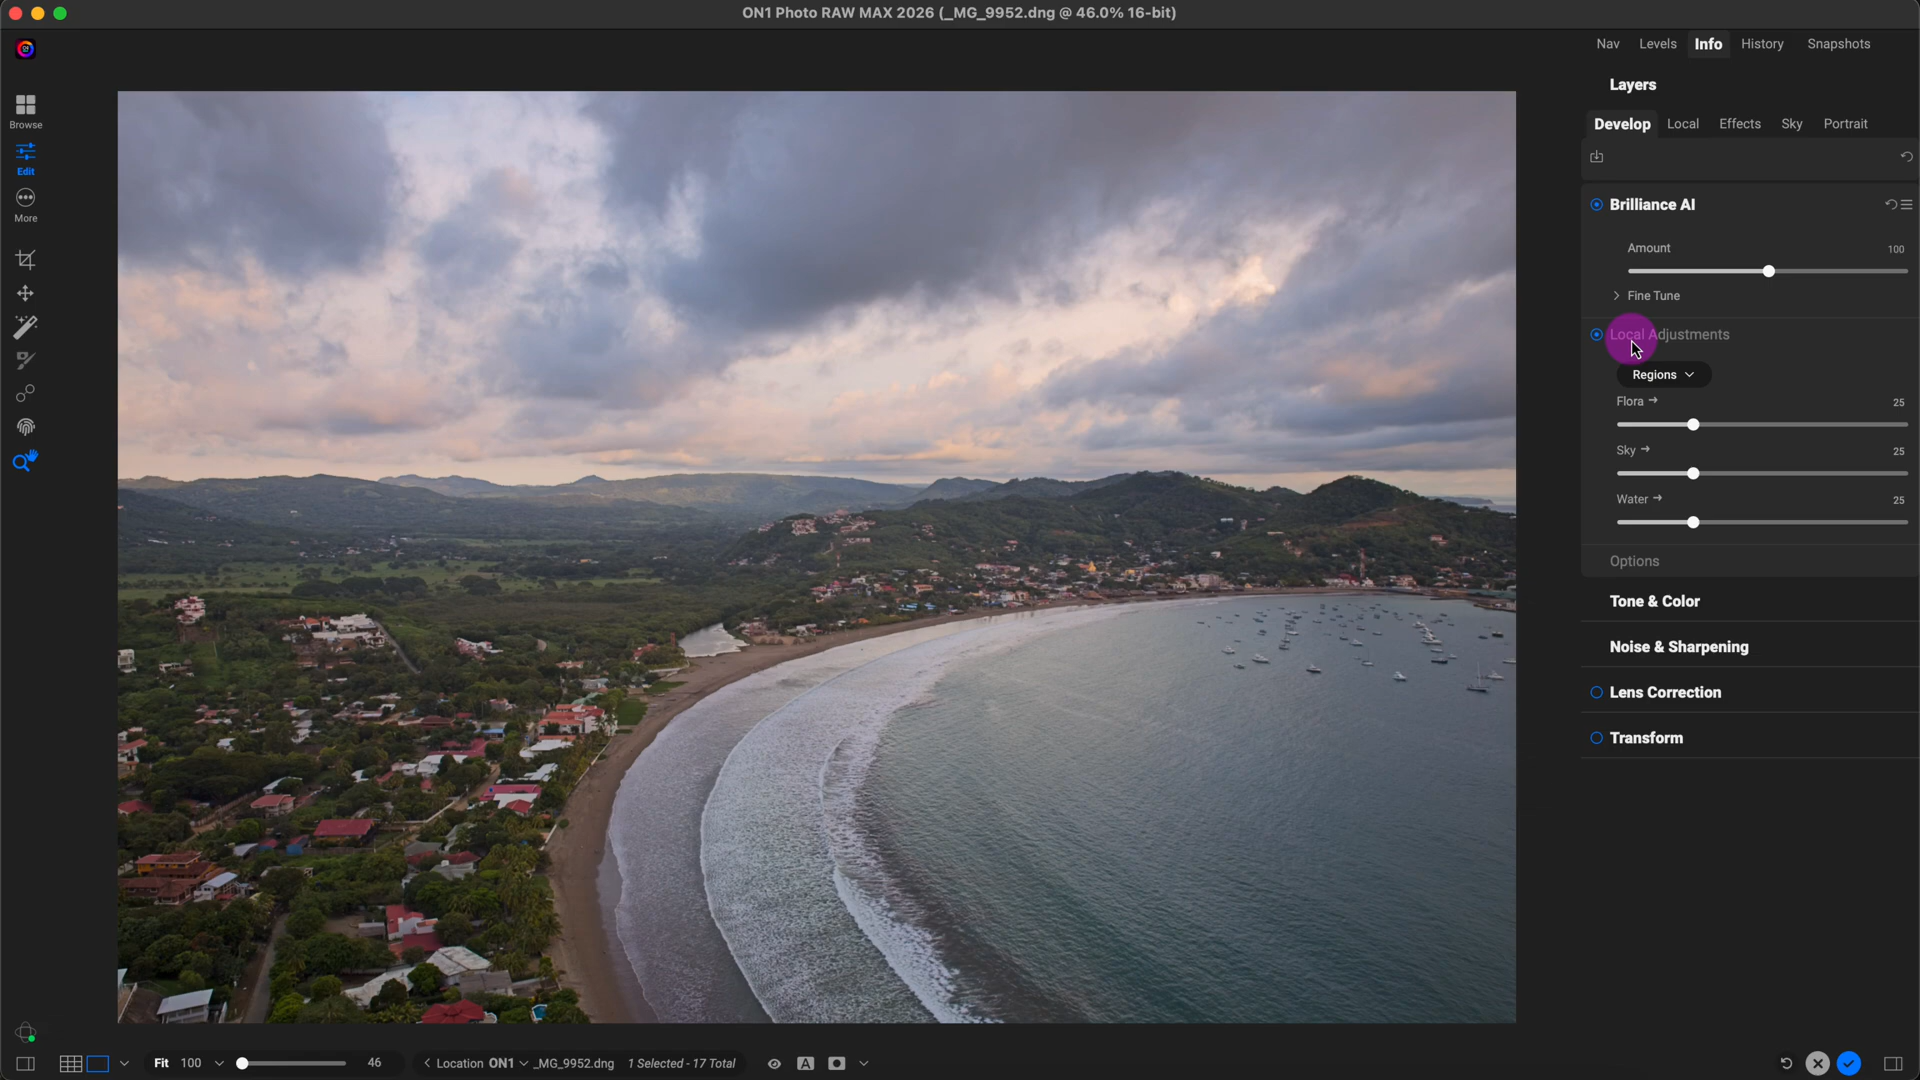 ON1 Photo RAW MAX 2026 (_MG_9952.dng @ 46.0% 16-bit)
Nav Levels Info History Snapshots
Layers
Browse
Develop Local Effects Sky Portrait
Edit
More
Brilliance AI
Amount 100
Fine Tune
Local Adjustments
Regions
Flora 25
Sky 25
Water 25
Options
Tone & Color
Noise & Sharpening
Lens Correction
Transform
Fit 100 46 Location ON1 _MG_9952.dng 1 Selected - 17 Total A